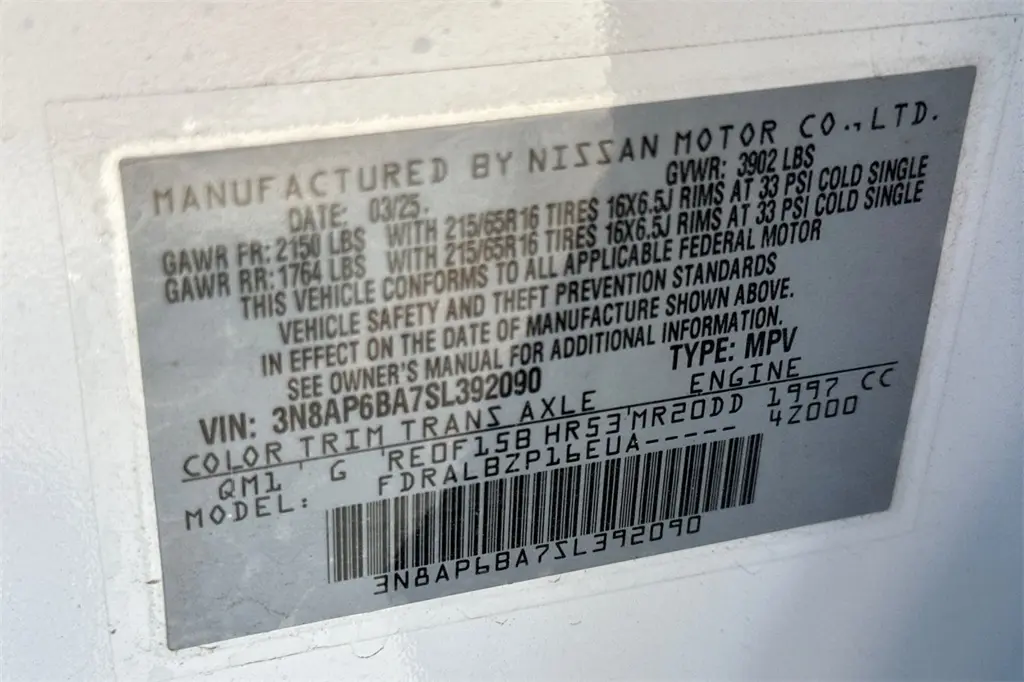 MANUFACTURED BY NISSAN MOTOR CO.,LTD.
DATE: 03/25. GVWR: 3902 LBS
GAWR FR: 2150 LBS WITH 215/65R16 TIRES 16X6.5J RIMS AT 33 PSI COLD SINGLE
GAWR RR: 1764 LBS WITH 215/65R16 TIRES 16X6.5J RIMS AT 33 PSI COLD SINGLE
THIS VEHICLE CONFORMS TO ALL APPLICABLE FEDERAL MOTOR
VEHICLE SAFETY AND THEFT PREVENTION STANDARDS
IN EFFECT ON THE DATE OF MANUFACTURE SHOWN ABOVE.
SEE OWNER'S MANUAL FOR ADDITIONAL INFORMATION.
VIN: 3N8AP6BA7SL392090 TYPE: MPV
COLOR TRIM TRANS AXLE ENGINE
QM1 G RE0F15B HR53 MR20DD 1997 CC
MODEL: FDRALBZP16EUA----- 4Z000
3N8AP6BA7SL392090